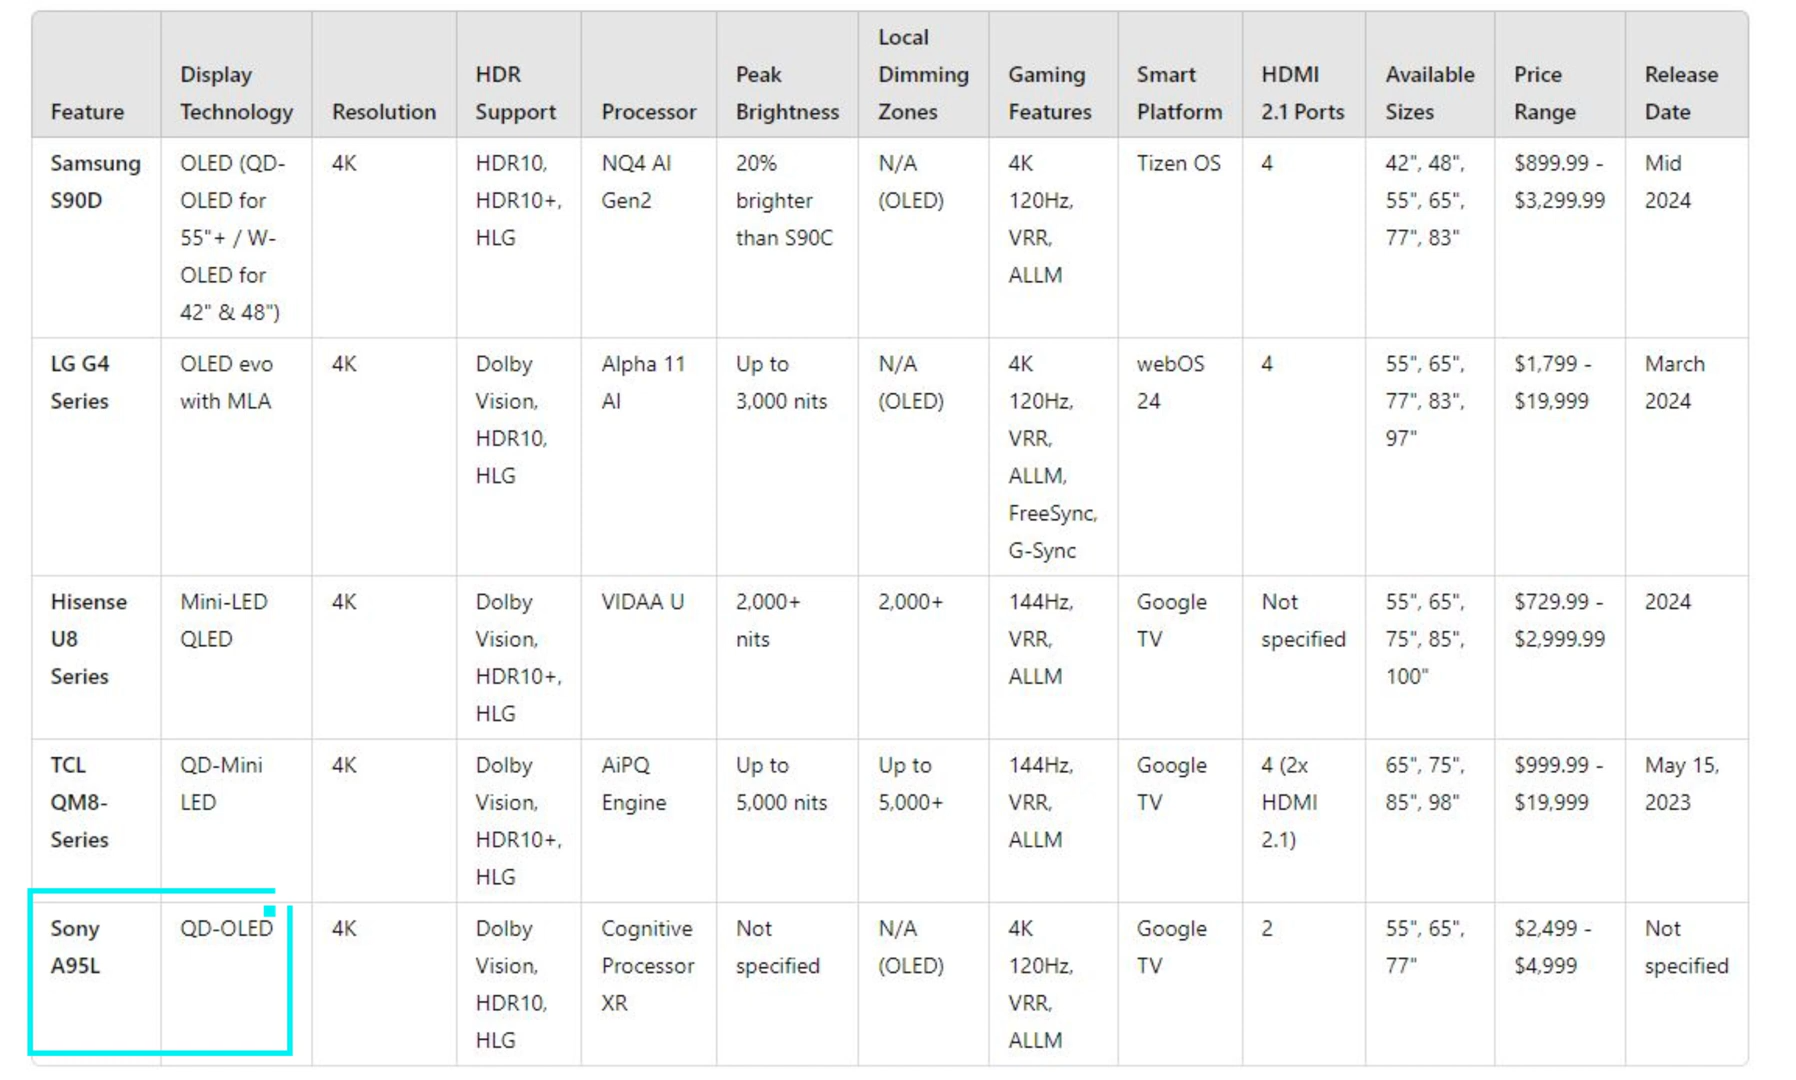 Feature
Display
Technology
Resolution
HDR
Support
Processor
Peak
Brightness
Local
Dimming
Zones
Gaming
Features
Smart
Platform
HDMI
2.1 Ports
Available
Sizes
Price
Range
Release
Date
Samsung
S90D
OLED (QD-
OLED for
55"+ / W-
OLED for
42" & 48")
4K
HDR10,
HDR10+,
HLG
NQ4 AI
Gen2
20%
brighter
than S90C
N/A
(OLED)
4K
120Hz,
VRR,
ALLM
Tizen OS
4
42", 48",
55", 65",
77", 83"
$899.99 -
$3,299.99
Mid
2024
LG G4
Series
OLED evo
with MLA
4K
Dolby
Vision,
HDR10,
HLG
Alpha 11
AI
Up to
3,000 nits
N/A
(OLED)
4K
120Hz,
VRR,
ALLM,
FreeSync,
G-Sync
webOS
24
4
55", 65",
77", 83",
97"
$1,799 -
$19,999
March
2024
Hisense
U8
Series
Mini-LED
QLED
4K
Dolby
Vision,
HDR10+,
HLG
VIDAA U
2,000+
nits
2,000+
144Hz,
VRR,
ALLM
Google
TV
Not
specified
55", 65",
75", 85",
100"
$729.99 -
$2,999.99
2024
TCL
QM8-
Series
QD-Mini
LED
4K
Dolby
Vision,
HDR10+,
HLG
AiPQ
Engine
Up to
5,000 nits
Up to
5,000+
144Hz,
VRR,
ALLM
Google
TV
4 (2x
HDMI
2.1)
65", 75",
85", 98"
$999.99 -
$19,999
May 15,
2023
Sony
A95L
QD-OLED
4K
Dolby
Vision,
HDR10,
HLG
Cognitive
Processor
XR
Not
specified
N/A
(OLED)
4K
120Hz,
VRR,
ALLM
Google
TV
2
55", 65",
77"
$2,499 -
$4,999
Not
specified